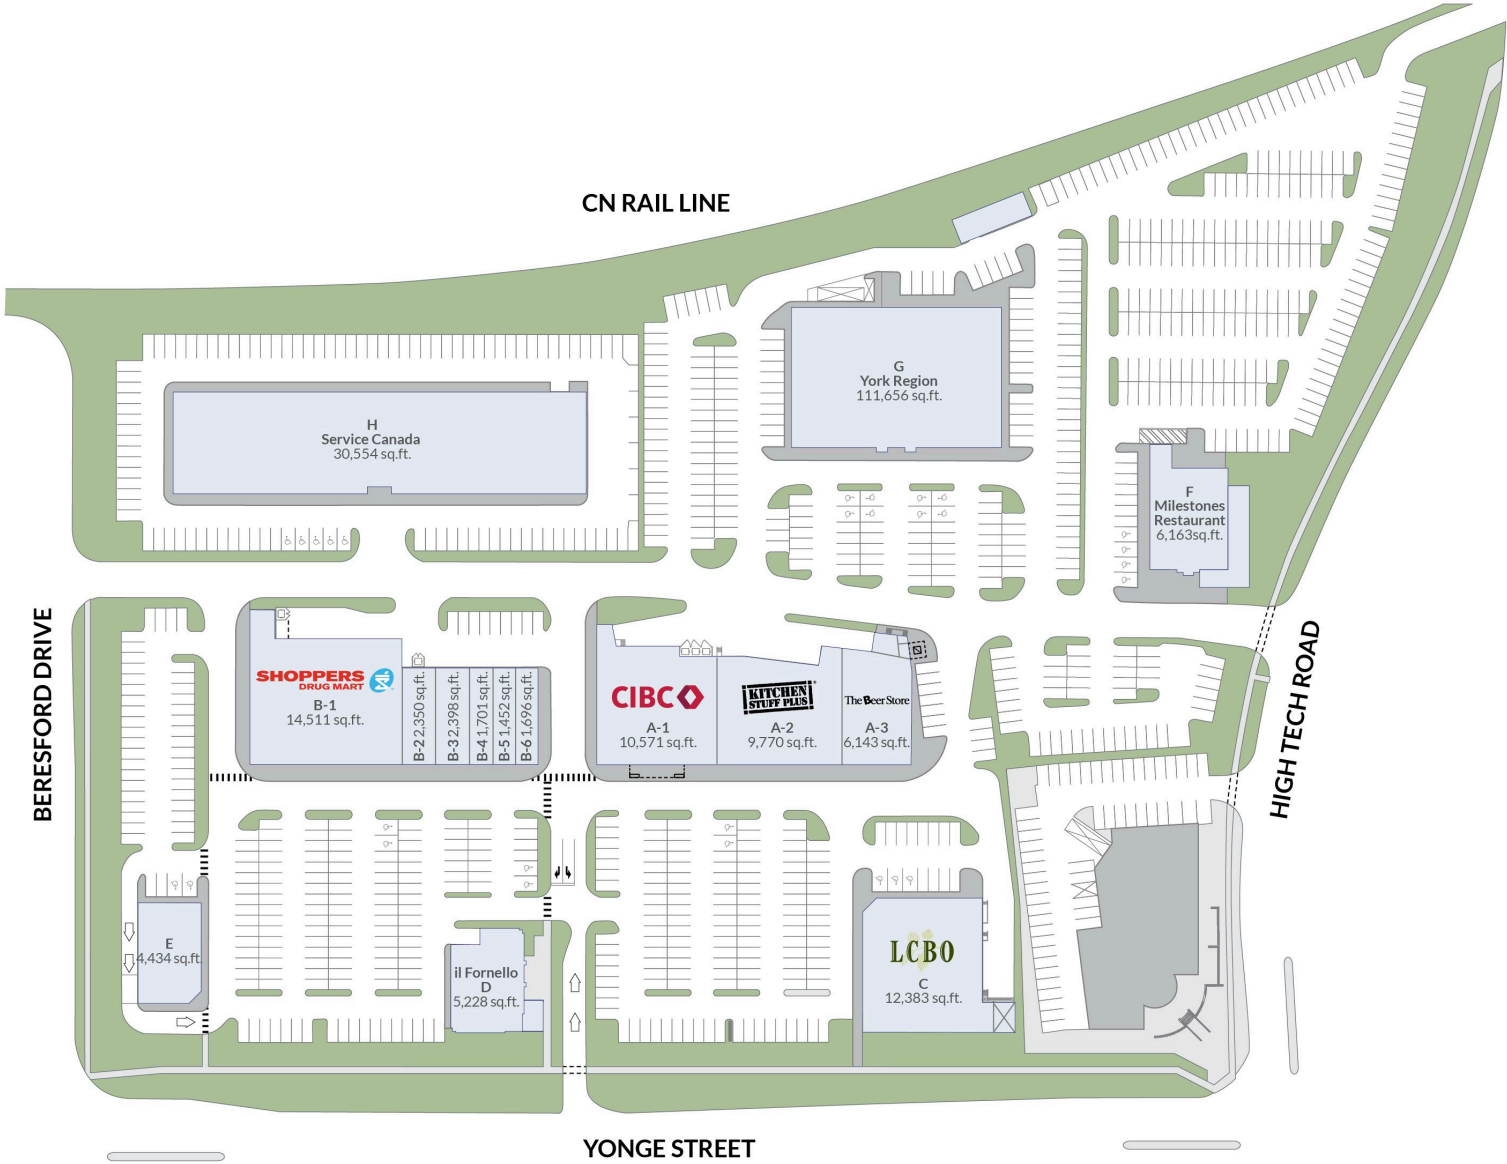 CN RAIL LINE
G
York Region
111,656 sq.ft.
H
Service Canada
30,554 sq.ft.
F
Milestones
Restaurant
6,163sq.ft.
BERESFORD DRIVE
HIGH TECH ROAD
SHOPPERS
DRUG MART
B-1
14,511 sq.ft.
B-2 2,350 sq.ft.
B-3 2,398 sq.ft.
B-4 1,701 sq.ft.
B-5 1,452 sq.ft.
B-6 1,696 sq.ft.
CIBC
A-1
10,571 sq.ft.
KITCHEN
STUFF PLUS
A-2
9,770 sq.ft.
The Beer Store
A-3
6,143 sq.ft.
E
4,434 sq.ft.
il Fornello
D
5,228 sq.ft.
LCBO
C
12,383 sq.ft.
YONGE STREET